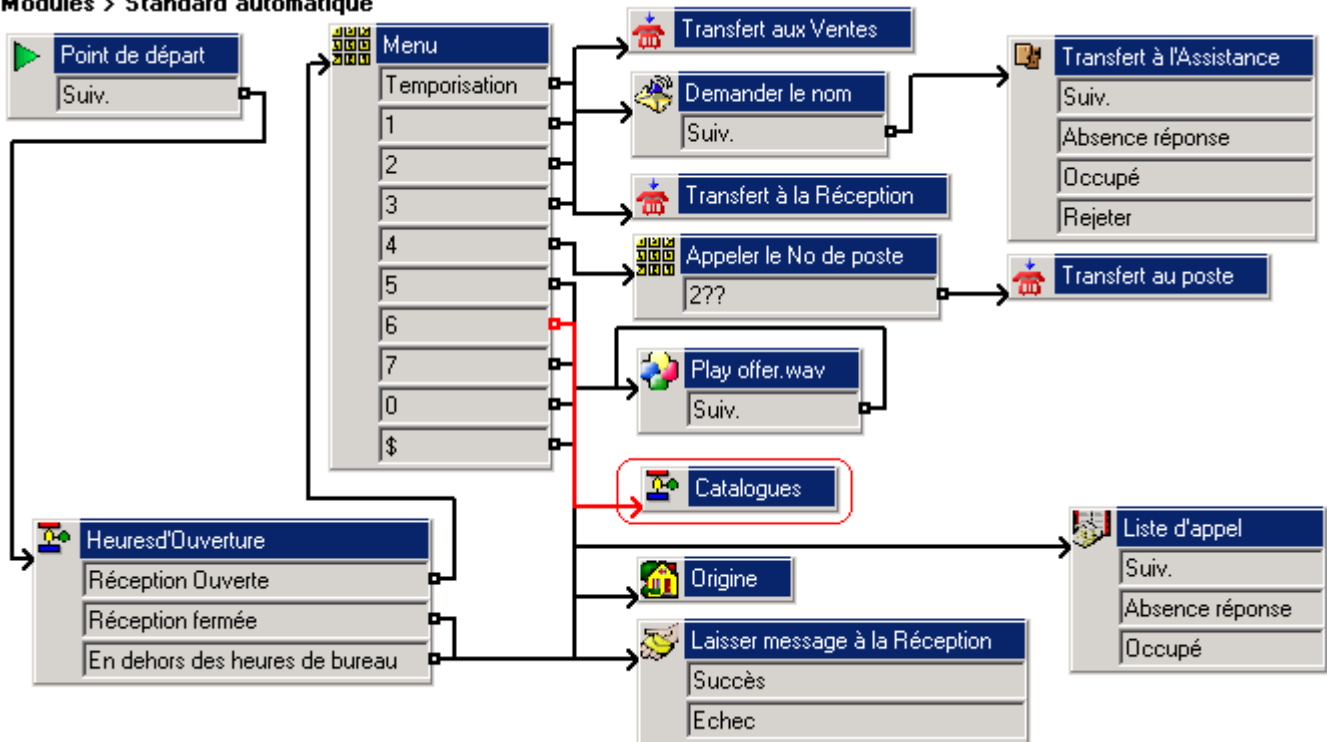 Modules > Standard automatique
Point de départ
Suiv.
Menu
Temporisation
1
2
3
4
5
6
7
0
$
Transfert aux Ventes
Demander le nom
Suiv.
Transfert à l'Assistance
Suiv.
Absence réponse
Occupé
Rejeter
Transfert à la Réception
Appeler le No de poste
2??
Transfert au poste
Play offer.wav
Suiv.
Catalogues
Heuresd'Ouverture
Réception Ouverte
Réception fermée
En dehors des heures de bureau
Liste d'appel
Suiv.
Absence réponse
Occupé
Origine
Laisser message à la Réception
Succès
Echec